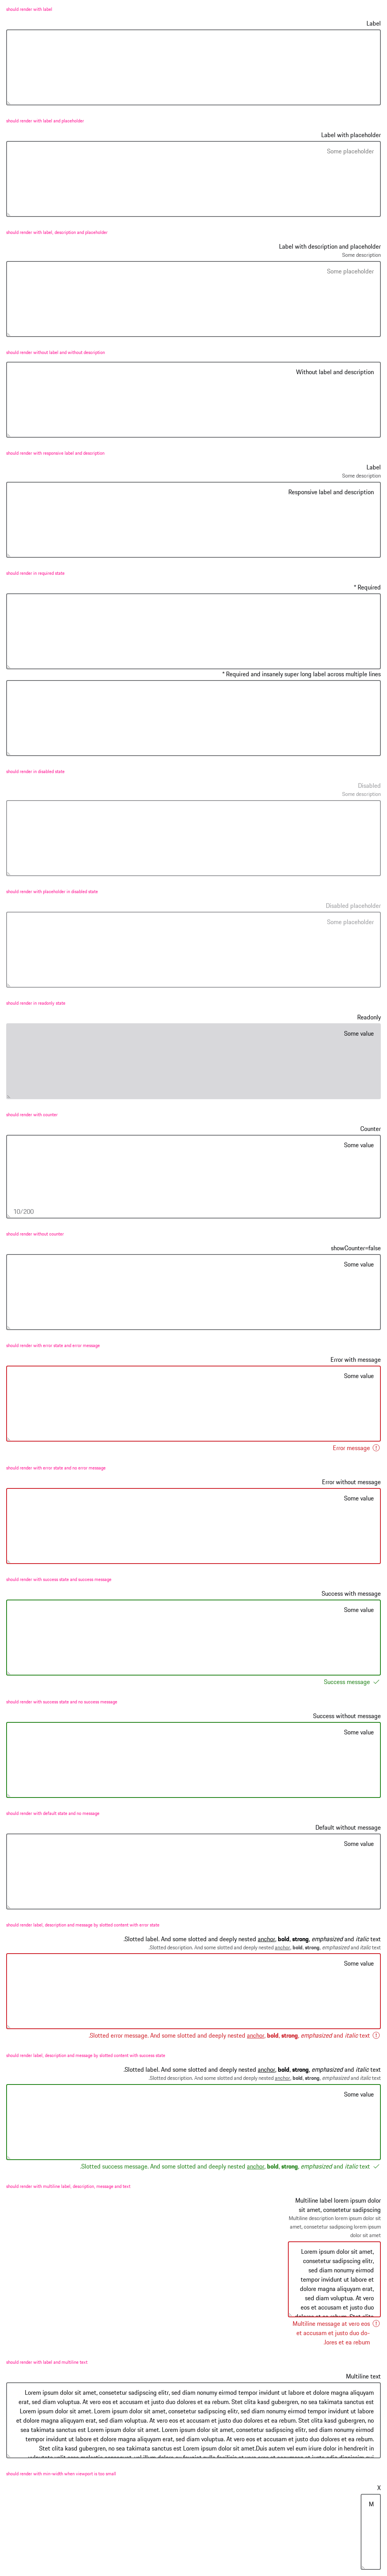 should render with label
Label
should render with label and placeholder
Label with placeholder
Some placeholder
should render with label, description and placeholder
Label with description and placeholder
Some description
Some placeholder
should render without label and without description
Without label and description
should render with responsive label and description
Label
Some description
Responsive label and description
should render in required state
* Required
* Required and insanely super long label across multiple lines
should render in disabled state
Disabled
Some description
should render with placeholder in disabled state
Disabled placeholder
Some placeholder
should render in readonly state
Readonly
Some value
should render with counter
Counter
Some value
10/200
should render without counter
showCounter=false
Some value
should render with error state and error message
Error with message
Some value
Error message
should render with error state and no error message
Error without message
Some value
should render with success state and success message
Success with message
Some value
Success message
should render with success state and no success message
Success without message
Some value
should render with default state and no message
Default without message
Some value
should render label, description and message by slotted content with error state
.Slotted label. And some slotted and deeply nested anchor, bold, strong, emphasized and italic text
.Slotted description. And some slotted and deeply nested anchor, bold, strong, emphasized and italic text
Some value
.Slotted error message. And some slotted and deeply nested anchor, bold, strong, emphasized and italic text
should render label, description and message by slotted content with success state
.Slotted label. And some slotted and deeply nested anchor, bold, strong, emphasized and italic text
.Slotted description. And some slotted and deeply nested anchor, bold, strong, emphasized and italic text
Some value
.Slotted success message. And some slotted and deeply nested anchor, bold, strong, emphasized and italic text
should render with multiline label, description, message and text
Multiline label lorem ipsum dolor
sit amet, consetetur sadipscing
Multiline description lorem ipsum dolor sit
amet, consetetur sadipscing lorem ipsum
dolor sit amet
Lorem ipsum dolor sit amet,
consetetur sadipscing elitr,
sed diam nonumy eirmod
tempor invidunt ut labore et
dolore magna aliquyam erat,
sed diam voluptua. At vero
eos et accusam et justo duo
dolores et ea rebum. Stet clita
Multiline message at vero eos
et accusam et justo duo do-
.lores et ea rebum
should render with label and multiline text
Multiline text
Lorem ipsum dolor sit amet, consetetur sadipscing elitr, sed diam nonumy eirmod tempor invidunt ut labore et dolore magna aliquyam
erat, sed diam voluptua. At vero eos et accusam et justo duo dolores et ea rebum. Stet clita kasd gubergren, no sea takimata sanctus est
Lorem ipsum dolor sit amet. Lorem ipsum dolor sit amet, consetetur sadipscing elitr, sed diam nonumy eirmod tempor invidunt ut labore
et dolore magna aliquyam erat, sed diam voluptua. At vero eos et accusam et justo duo dolores et ea rebum. Stet clita kasd gubergren, no
sea takimata sanctus est Lorem ipsum dolor sit amet. Lorem ipsum dolor sit amet, consetetur sadipscing elitr, sed diam nonumy eirmod
tempor invidunt ut labore et dolore magna aliquyam erat, sed diam voluptua. At vero eos et accusam et justo duo dolores et ea rebum.
Stet clita kasd gubergren, no sea takimata sanctus est Lorem ipsum dolor sit amet.Duis autem vel eum iriure dolor in hendrerit in
should render with min-width when viewport is too small
X
M